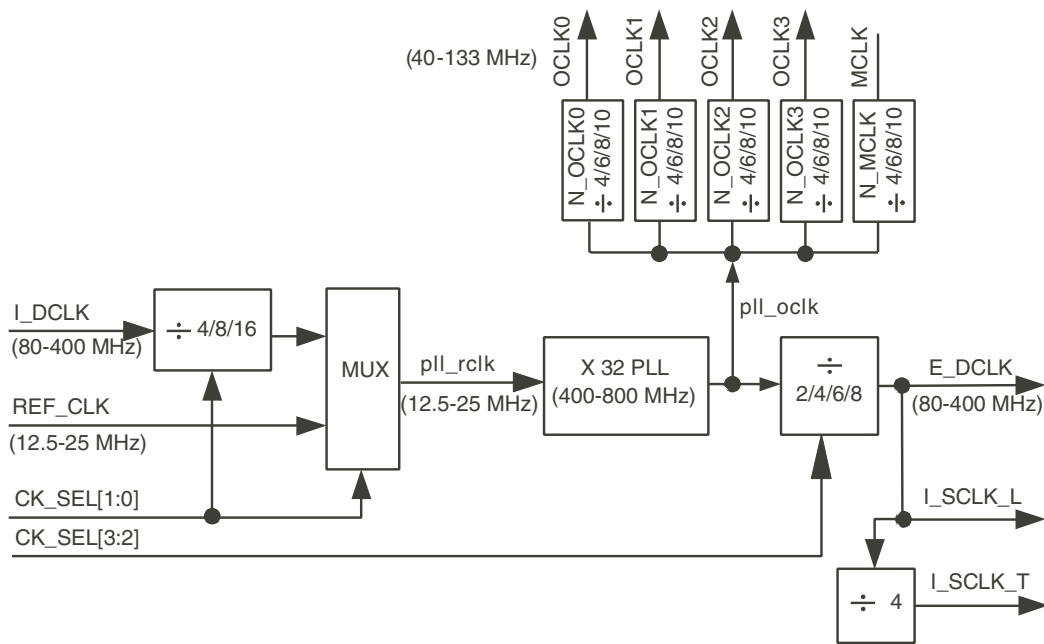 (40-133 MHz)
OCLK0
OCLK1
OCLK2
OCLK3
MCLK
N_OCLK0
÷ 4/6/8/10
N_OCLK1
÷ 4/6/8/10
N_OCLK2
÷ 4/6/8/10
N_OCLK3
÷ 4/6/8/10
N_MCLK
÷ 4/6/8/10
pll_oclk
I_DCLK
(80-400 MHz)
÷ 4/8/16
MUX
pll_rclk
(12.5-25 MHz)
X 32 PLL
(400-800 MHz)
÷
2/4/6/8
E_DCLK
(80-400 MHz)
REF_CLK
(12.5-25 MHz)
CK_SEL[1:0]
I_SCLK_L
CK_SEL[3:2]
÷ 4
I_SCLK_T